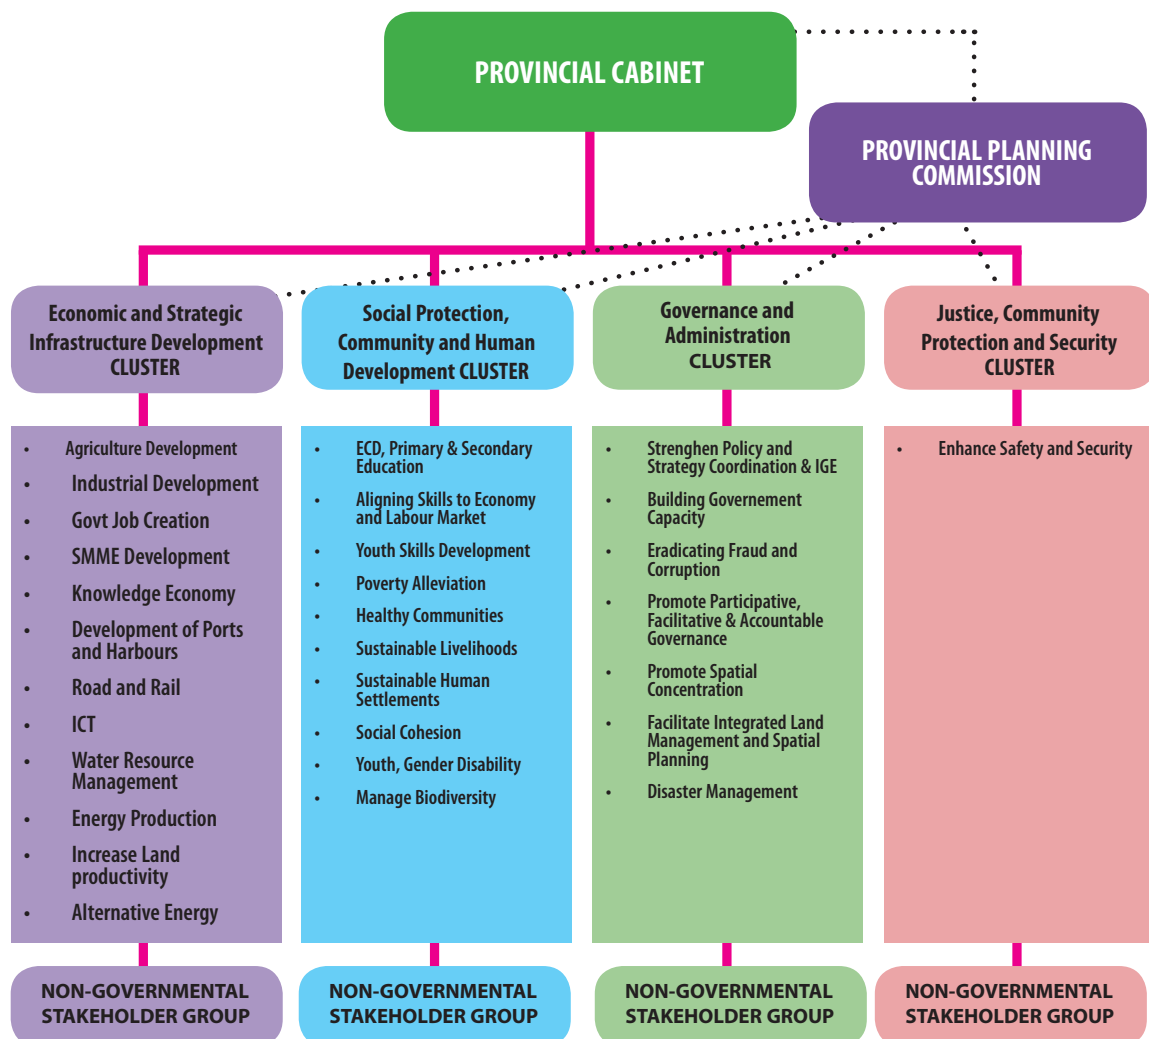 PROVINCIAL CABINET
PROVINCIAL PLANNING
COMMISSION
Economic and Strategic
Infrastructure Development
CLUSTER
Social Protection,
Community and Human
Development CLUSTER
Governance and
Administration
CLUSTER
Justice, Community
Protection and Security
CLUSTER
• Agriculture Development
• Industrial Development
• Govt Job Creation
• SMME Development
• Knowledge Economy
• Development of Ports
and Harbours
• Road and Rail
• ICT
• Water Resource
Management
• Energy Production
• Increase Land
productivity
• Alternative Energy
• ECD, Primary & Secondary
Education
• Aligning Skills to Economy
and Labour Market
• Youth Skills Development
• Poverty Alleviation
• Healthy Communities
• Sustainable Livelihoods
• Sustainable Human
Settlements
• Social Cohesion
• Youth, Gender Disability
• Manage Biodiversity
• Strenghen Policy and
Strategy Coordination & IGE
• Building Governement
Capacity
• Eradicating Fraud and
Corruption
• Promote Participative,
Facilitative & Accountable
Governance
• Promote Spatial
Concentration
• Facilitate Integrated Land
Management and Spatial
Planning
• Disaster Management
• Enhance Safety and Security
NON-GOVERNMENTAL
STAKEHOLDER GROUP
NON-GOVERNMENTAL
STAKEHOLDER GROUP
NON-GOVERNMENTAL
STAKEHOLDER GROUP
NON-GOVERNMENTAL
STAKEHOLDER GROUP